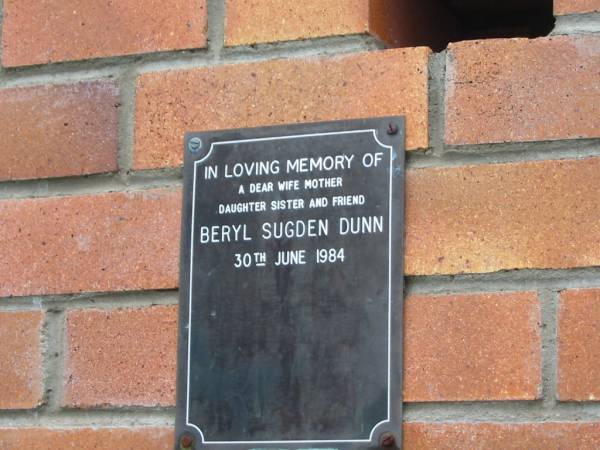 IN LOVING MEMORY OF
A DEAR WIFE MOTHER
DAUGHTER SISTER AND FRIEND
BERYL SUGDEN DUNN
30TH JUNE 1984